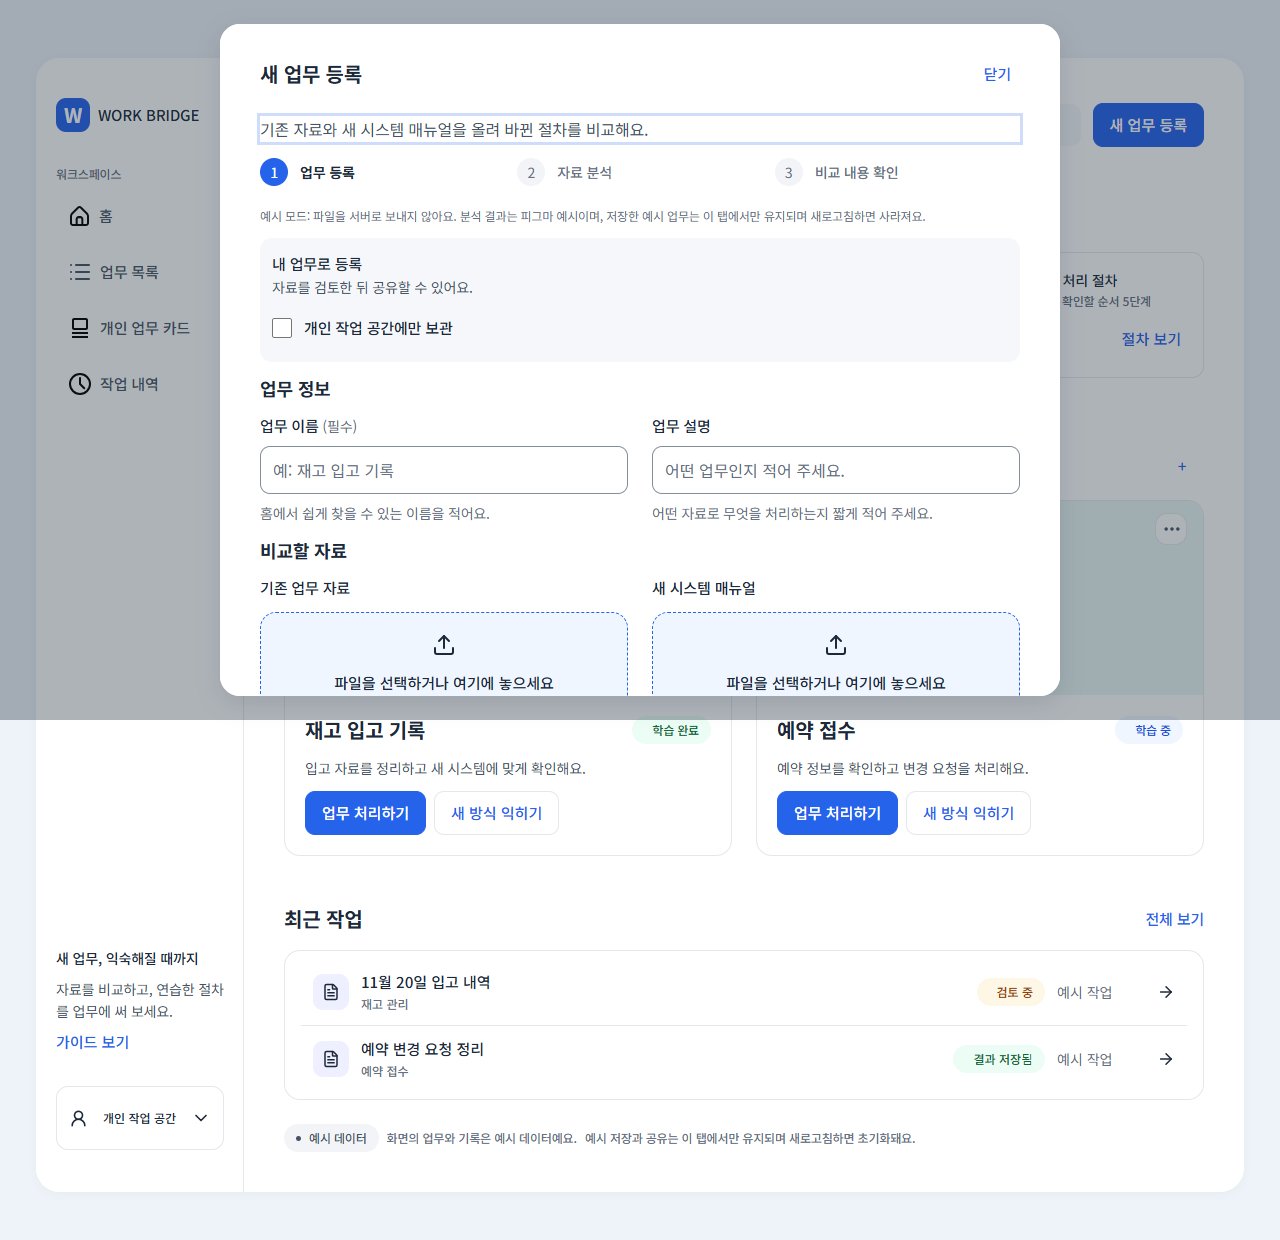 새 업무 등록
닫기
기존 자료와 새 시스템 매뉴얼을 올려 바뀐 절차를 비교해요.
1 업무 등록
2 자료 분석
3 비교 내용 확인
예시 모드: 파일을 서버로 보내지 않아요. 분석 결과는 피그마 예시이며, 저장한 예시 업무는 이 탭에서만 유지되며 새로고침하면 사라져요.
내 업무로 등록
자료를 검토한 뒤 공유할 수 있어요.
개인 작업 공간에만 보관
업무 정보
업무 이름 (필수)
예: 재고 입고 기록
홈에서 쉽게 찾을 수 있는 이름을 적어요.
업무 설명
어떤 업무인지 적어 주세요.
어떤 자료로 무엇을 처리하는지 짧게 적어 주세요.
비교할 자료
기존 업무 자료
파일을 선택하거나 여기에 놓으세요
새 시스템 매뉴얼
파일을 선택하거나 여기에 놓으세요
W WORK BRIDGE
워크스페이스
홈
업무 목록
개인 업무 카드
작업 내역
새 업무, 익숙해질 때까지
자료를 비교하고, 연습한 절차
를 업무에 써 보세요.
가이드 보기
개인 작업 공간
새 업무 등록
처리 절차
확인할 순서 5단계
절차 보기
+
재고 입고 기록
학습 완료
입고 자료를 정리하고 새 시스템에 맞게 확인해요.
업무 처리하기
새 방식 익히기
예약 접수
학습 중
예약 정보를 확인하고 변경 요청을 처리해요.
업무 처리하기
새 방식 익히기
최근 작업
전체 보기
11월 20일 입고 내역
재고 관리
검토 중
예시 작업
예약 변경 요청 정리
예약 접수
결과 저장됨
예시 작업
예시 데이터
화면의 업무와 기록은 예시 데이터예요. 예시 저장과 공유는 이 탭에서만 유지되며 새로고침하면 초기화돼요.